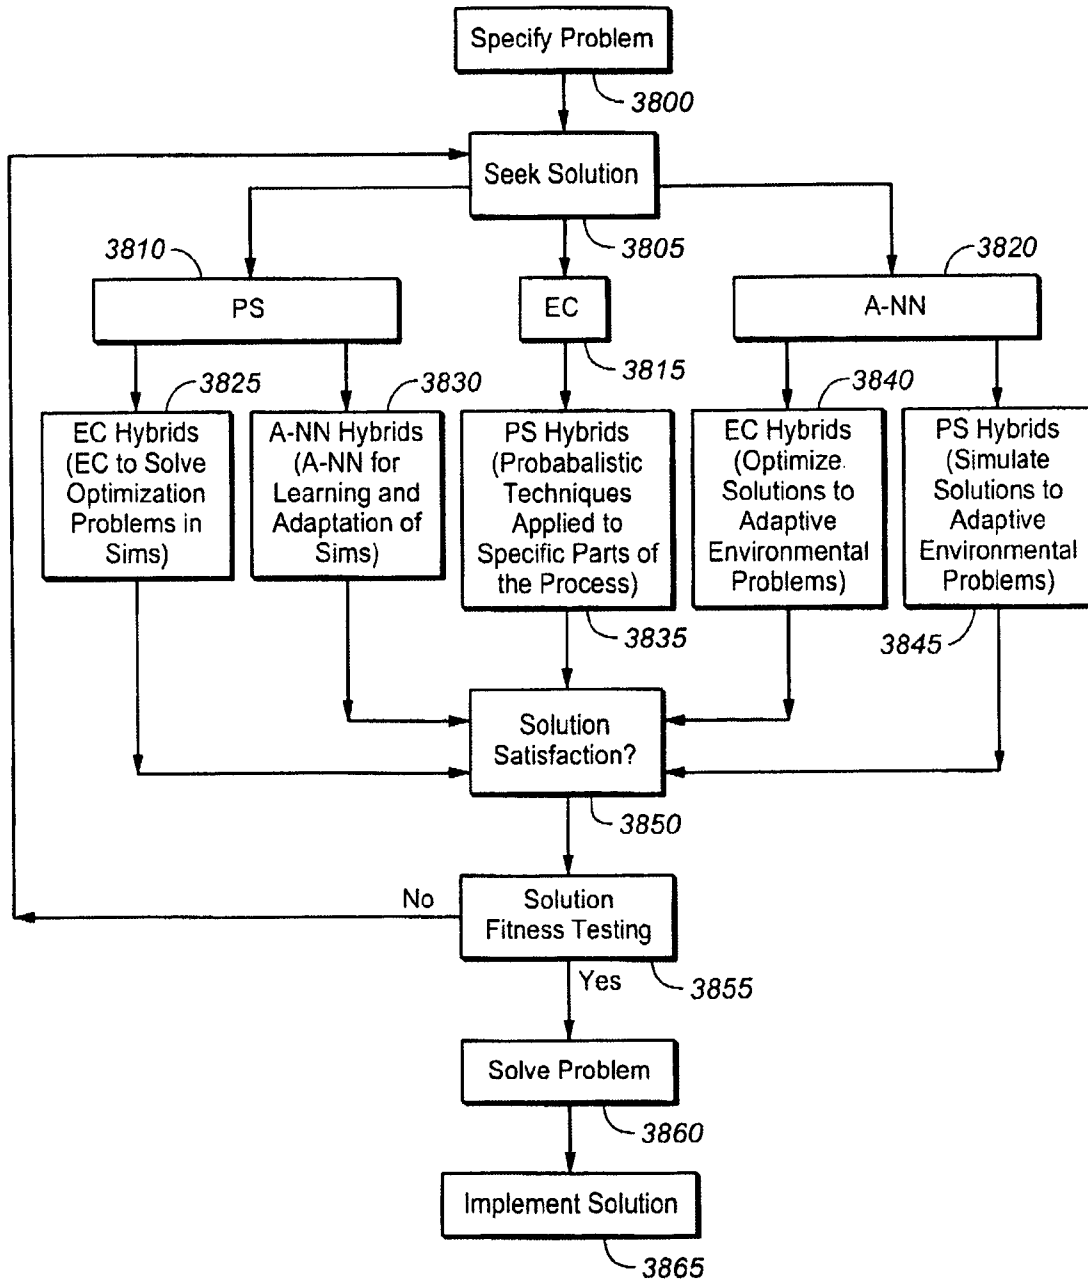 Specify Problem
3800
Seek Solution
3805
3810
PS
EC
3815
3820
A-NN
3825
EC Hybrids
(EC to Solve
Optimization
Problems in
Sims)
3830
A-NN Hybrids
(A-NN for
Learning and
Adaptation of
Sims)
PS Hybrids
(Probabalistic
Techniques
Applied to
Specific Parts of
the Process)
3835
3840
EC Hybrids
(Optimize
Solutions to
Adaptive
Environmental
Problems)
PS Hybrids
(Simulate
Solutions to
Adaptive
Environmental
Problems)
3845
Solution
Satisfaction?
3850
No
Solution
Fitness Testing
Yes
3855
Solve Problem
3860
Implement Solution
3865